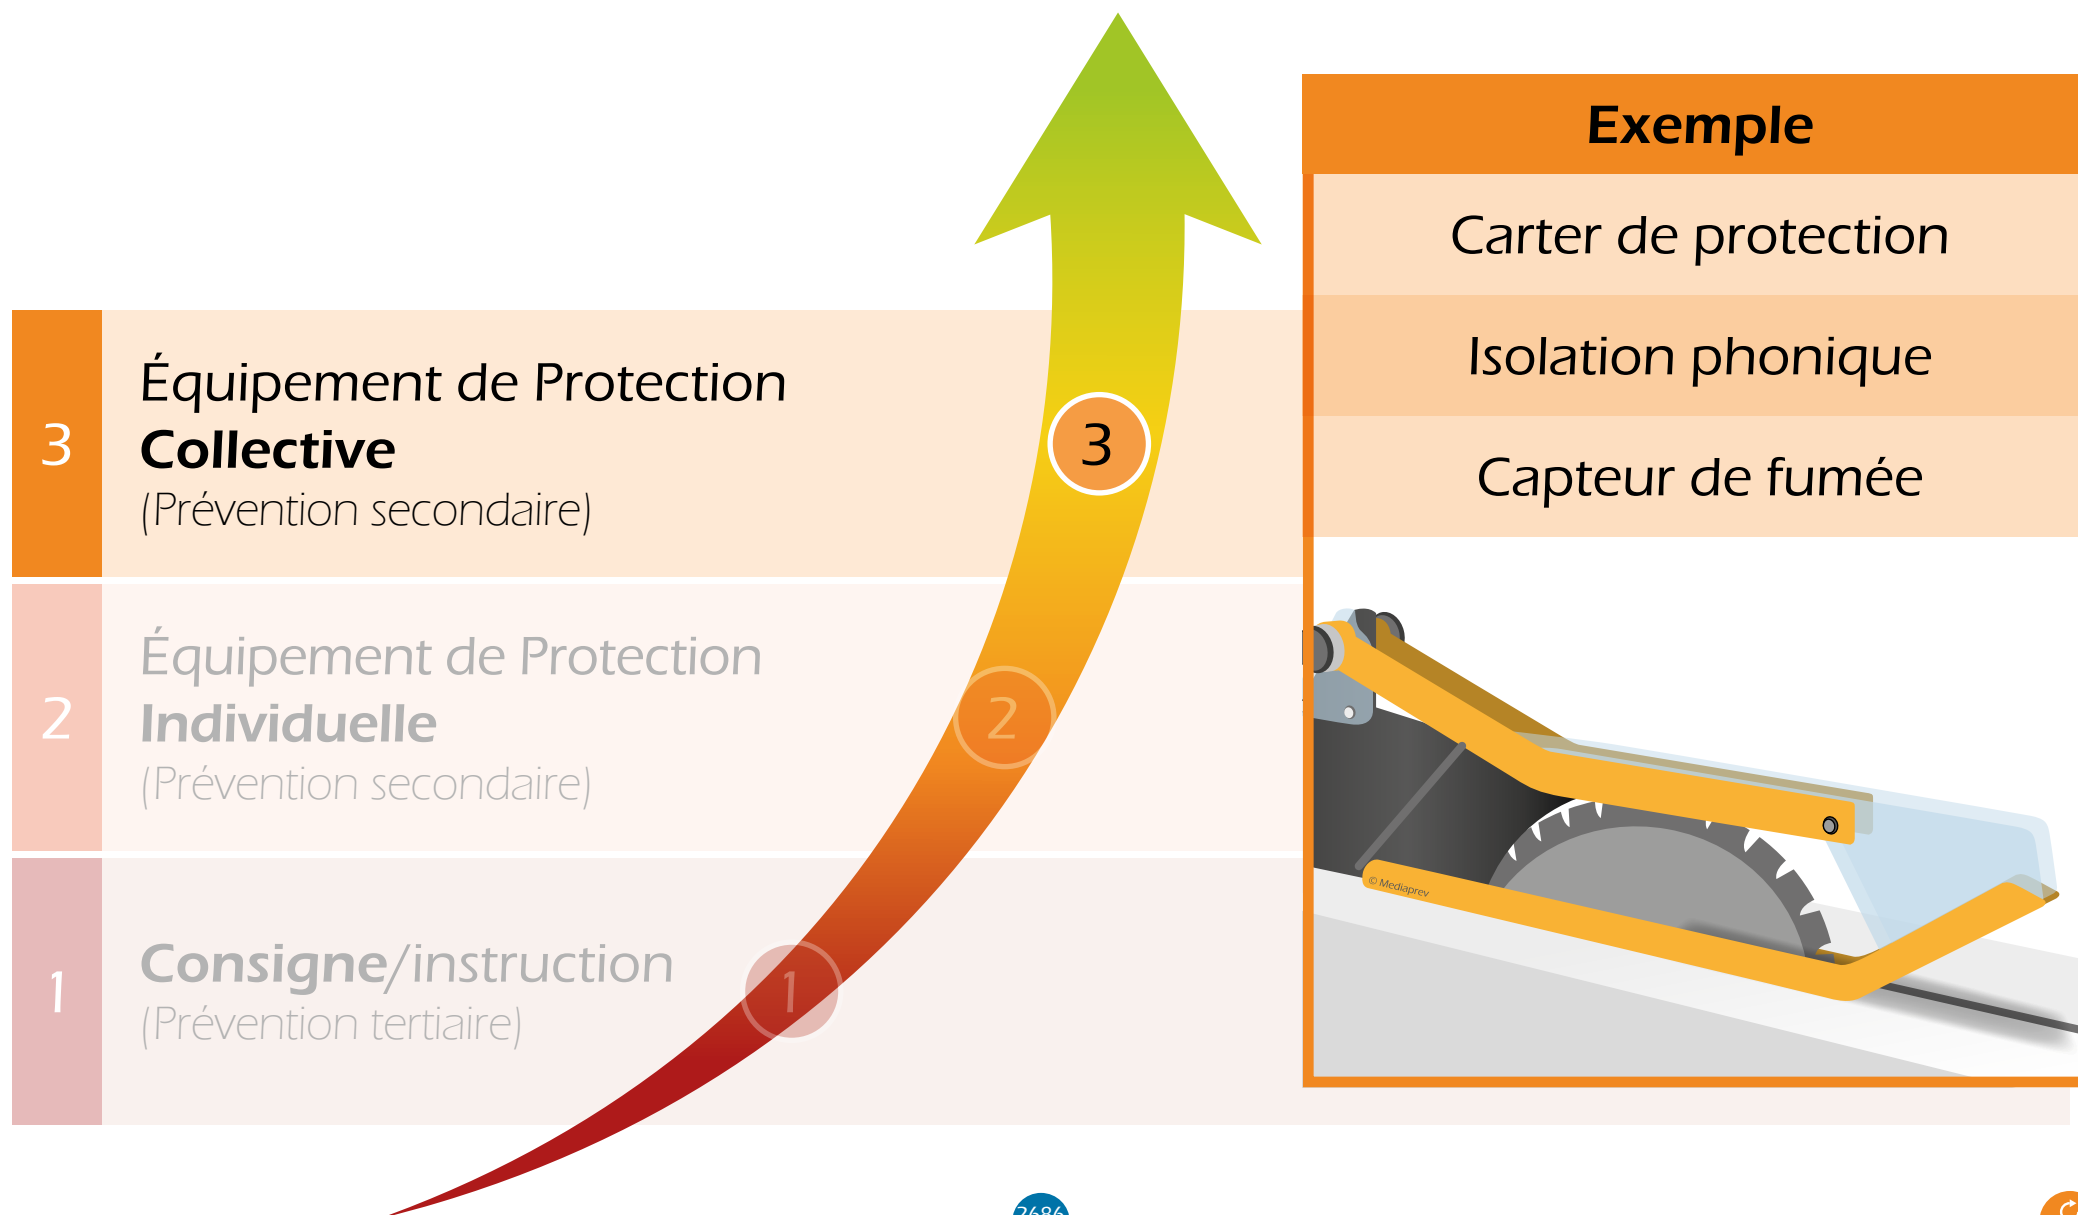 3
Équipement de Protection
Collective
(Prévention secondaire)
3
2
Équipement de Protection
Individuelle
(Prévention secondaire)
2
1
Consigne/instruction
(Prévention tertiaire)
1
Exemple
Carter de protection
Isolation phonique
Capteur de fumée
© Mediaprev
2686